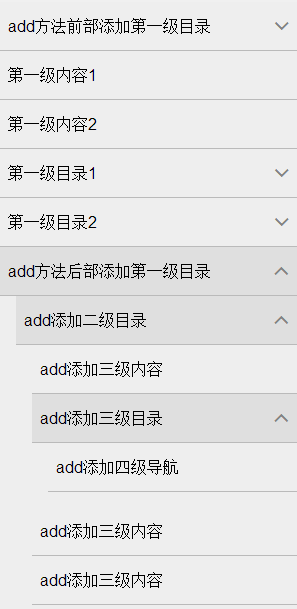 add方法前部添加第一级目录
第一级内容1
第一级内容2
第一级目录1
第一级目录2
add方法后部添加第一级目录
add添加二级目录
add添加三级内容
add添加三级目录
add添加四级导航
add添加三级内容
add添加三级内容